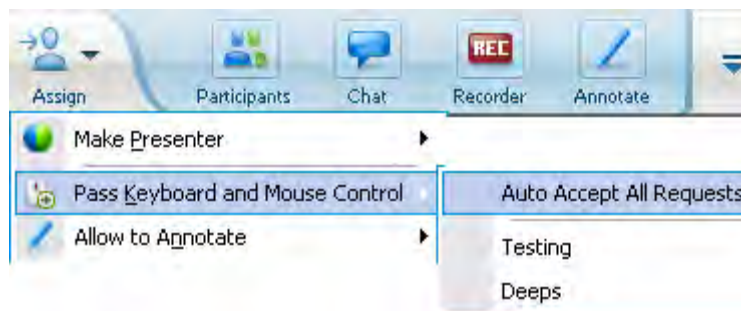 Assign
Participants
Chat
REC
Recorder
Annotate
Make Presenter
Pass Keyboard and Mouse Control
Auto Accept All Requests
Allow to Annotate
Testing
Deeps